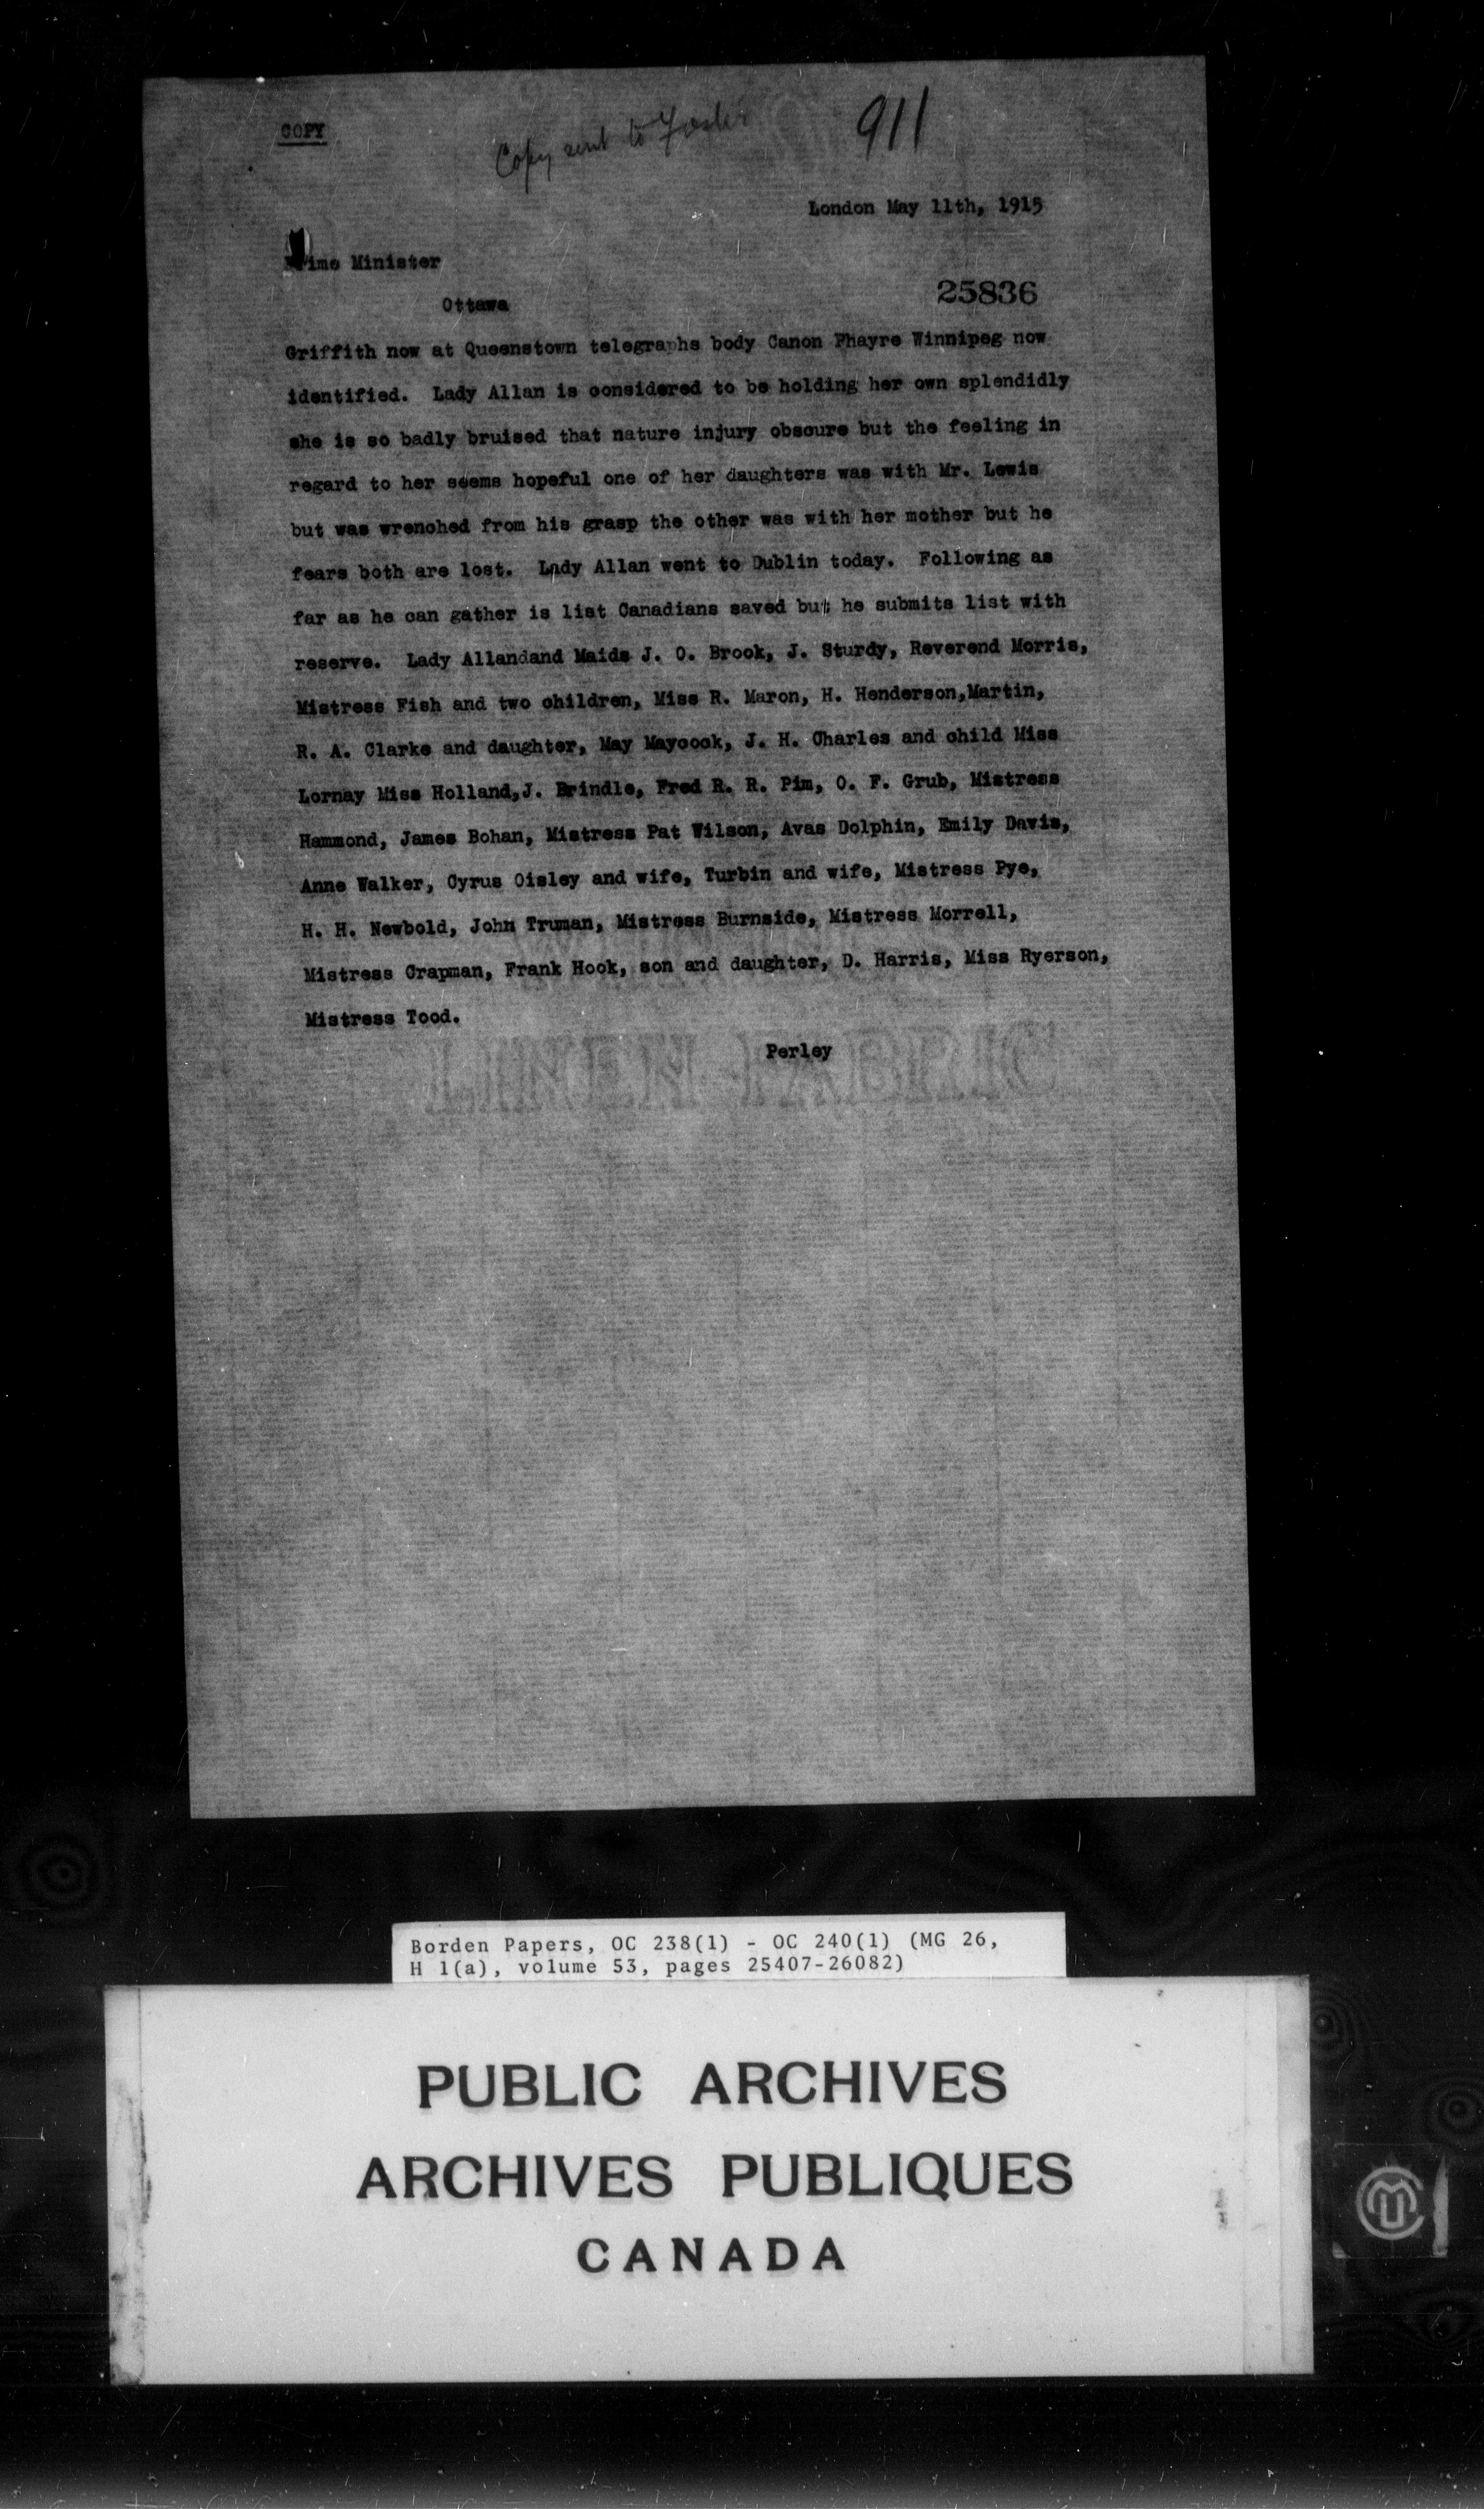 COPY
Copy sent to Foster
911
London May 11th, 1915
ime Minister
Ottawa
25836
Griffith now at Queenstown telegraphs body Canon Phayre Winnipeg now
identified. Lady Allan is considered to be holding her own splendidly
she is so badly bruised that nature injury obscure but the feeling in
regard to her seems hopeful one of her daughters was with Mr. Lewis
but was wrenched from his grasp the other was with her mother but he
fears both are lost. Lady Allan went to Dublin today. Following as
far as he can gather is list Canadians saved but he submits list with
reserve. Lady Allandand Maids J. O. Brook, J. Sturdy, Reverend Morris,
Mistress Fish and two children, Miss R. Maron, H. Henderson,Martin,
R. A. Clarke and daughter, May Maycock, J. H. Charles and child Miss
Lornay Miss Holland,J. Brindle, Fred R. R. Pim, O. F. Grub, Mistress
Hammond, James Bohan, Mistress Pat Wilson, Avas Dolphin, Emily Davis,
Anne Walker, Cyrus Oisley and wife, Turbin and wife, Mistress Pye,
H. H. Newbold, John Truman, Mistress Burnside, Mistress Morrell,
Mistress Crapman, Frank Hook, son and daughter, D. Harris, Miss Ryerson,
Mistress Tood.
Perley
LINEN FABRIC
Borden Papers, OC 238(1) - OC 240(1) (MG 26,
H 1(a), volume 53, pages 25407-26082)
PUBLIC ARCHIVES
ARCHIVES PUBLIQUES
CANADA